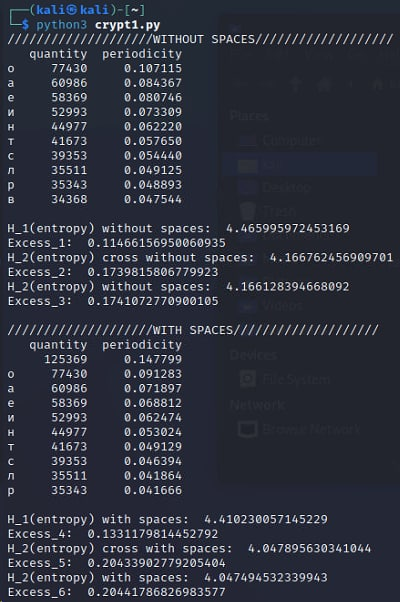 (kali㉿kali)-[~]
$ python3 crypt1.py
////////////////////WITHOUT SPACES///////////////////
quantity periodicity
о 77430 0.107115
а 60986 0.084367
е 58369 0.080746
и 52993 0.073309
н 44977 0.062220
т 41673 0.057650
с 39353 0.054440
л 35511 0.049125
р 35343 0.048893
в 34368 0.047544
H_1(entropy) without spaces: 4.465995972453169
Excess_1: 0.11466156950060935
H_2(entropy) cross without spaces: 4.166762456909701
Excess_2: 0.1739815806779923
H_2(entropy) without spaces: 4.166128394668092
Excess_3: 0.1741072770900105
////////////////////WITH SPACES////////////////////
quantity periodicity
125369 0.147799
о 77430 0.091283
а 60986 0.071897
е 58369 0.068812
и 52993 0.062474
н 44977 0.053024
т 41673 0.049129
с 39353 0.046394
л 35511 0.041864
р 35343 0.041666
H_1(entropy) with spaces: 4.410230057145229
Excess_4: 0.1331179814452792
H_2(entropy) cross with spaces: 4.047895630341044
Excess_5: 0.20433902779205404
H_2(entropy) with spaces: 4.047494532339943
Excess_6: 0.20441786826983577
Places
Computer
kali
Desktop
Trash
Videos
Devices
File System
Network
Browse Network